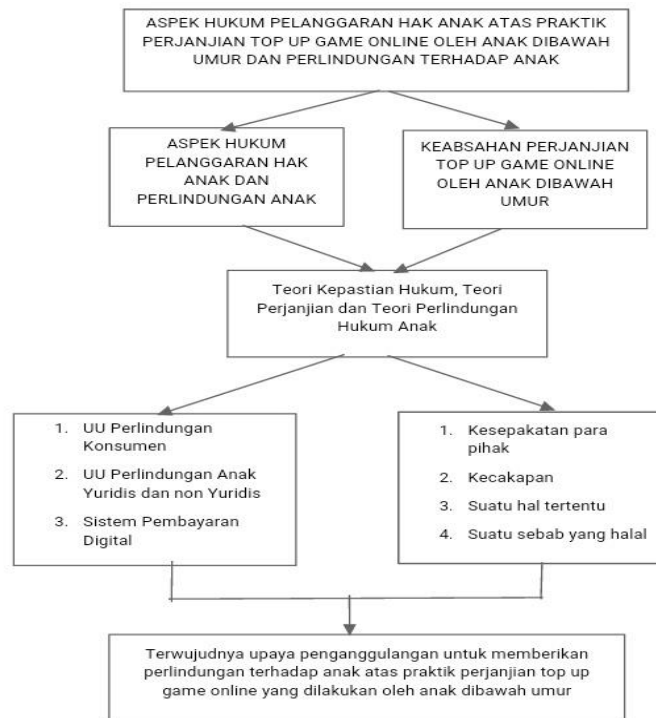 ASPEK HUKUM PELANGGARAN HAK ANAK ATAS PRAKTIK
PERJANJIAN TOP UP GAME ONLINE OLEH ANAK DIBAWAH
UMUR DAN PERLINDUNGAN TERHADAP ANAK
ASPEK HUKUM
PELANGGARAN HAK
ANAK DAN
PERLINDUNGAN ANAK
KEABSAHAN PERJANJIAN
TOP UP GAME ONLINE
OLEH ANAK DIBAWAH
UMUR
Teori Kepastian Hukum, Teori
Perjanjian dan Teori Perlindungan
Hukum Anak
1. UU Perlindungan
Konsumen
2. UU Perlindungan Anak
Yuridis dan non Yuridis
3. Sistem Pembayaran
Digital
1. Kesepakatan para
pihak
2. Kecakapan
3. Suatu hal tertentu
4. Suatu sebab yang halal
Terwujudnya upaya penganggulangan untuk memberikan
perlindungan terhadap anak atas praktik perjanjian top up
game online yang dilakukan oleh anak dibawah umur